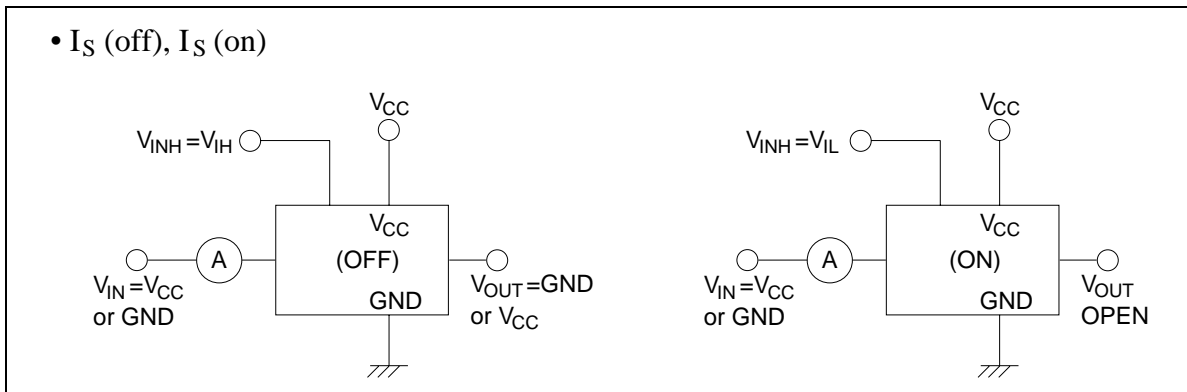 • I_S (off), I_S (on)
V_CC
V_INH =V_IH
V_CC
A
(OFF)
V_IN =V_CC
or GND
GND
V_OUT =GND
or V_CC
V_CC
V_INH =V_IL
V_CC
A
(ON)
V_IN =V_CC
or GND
GND
V_OUT
OPEN